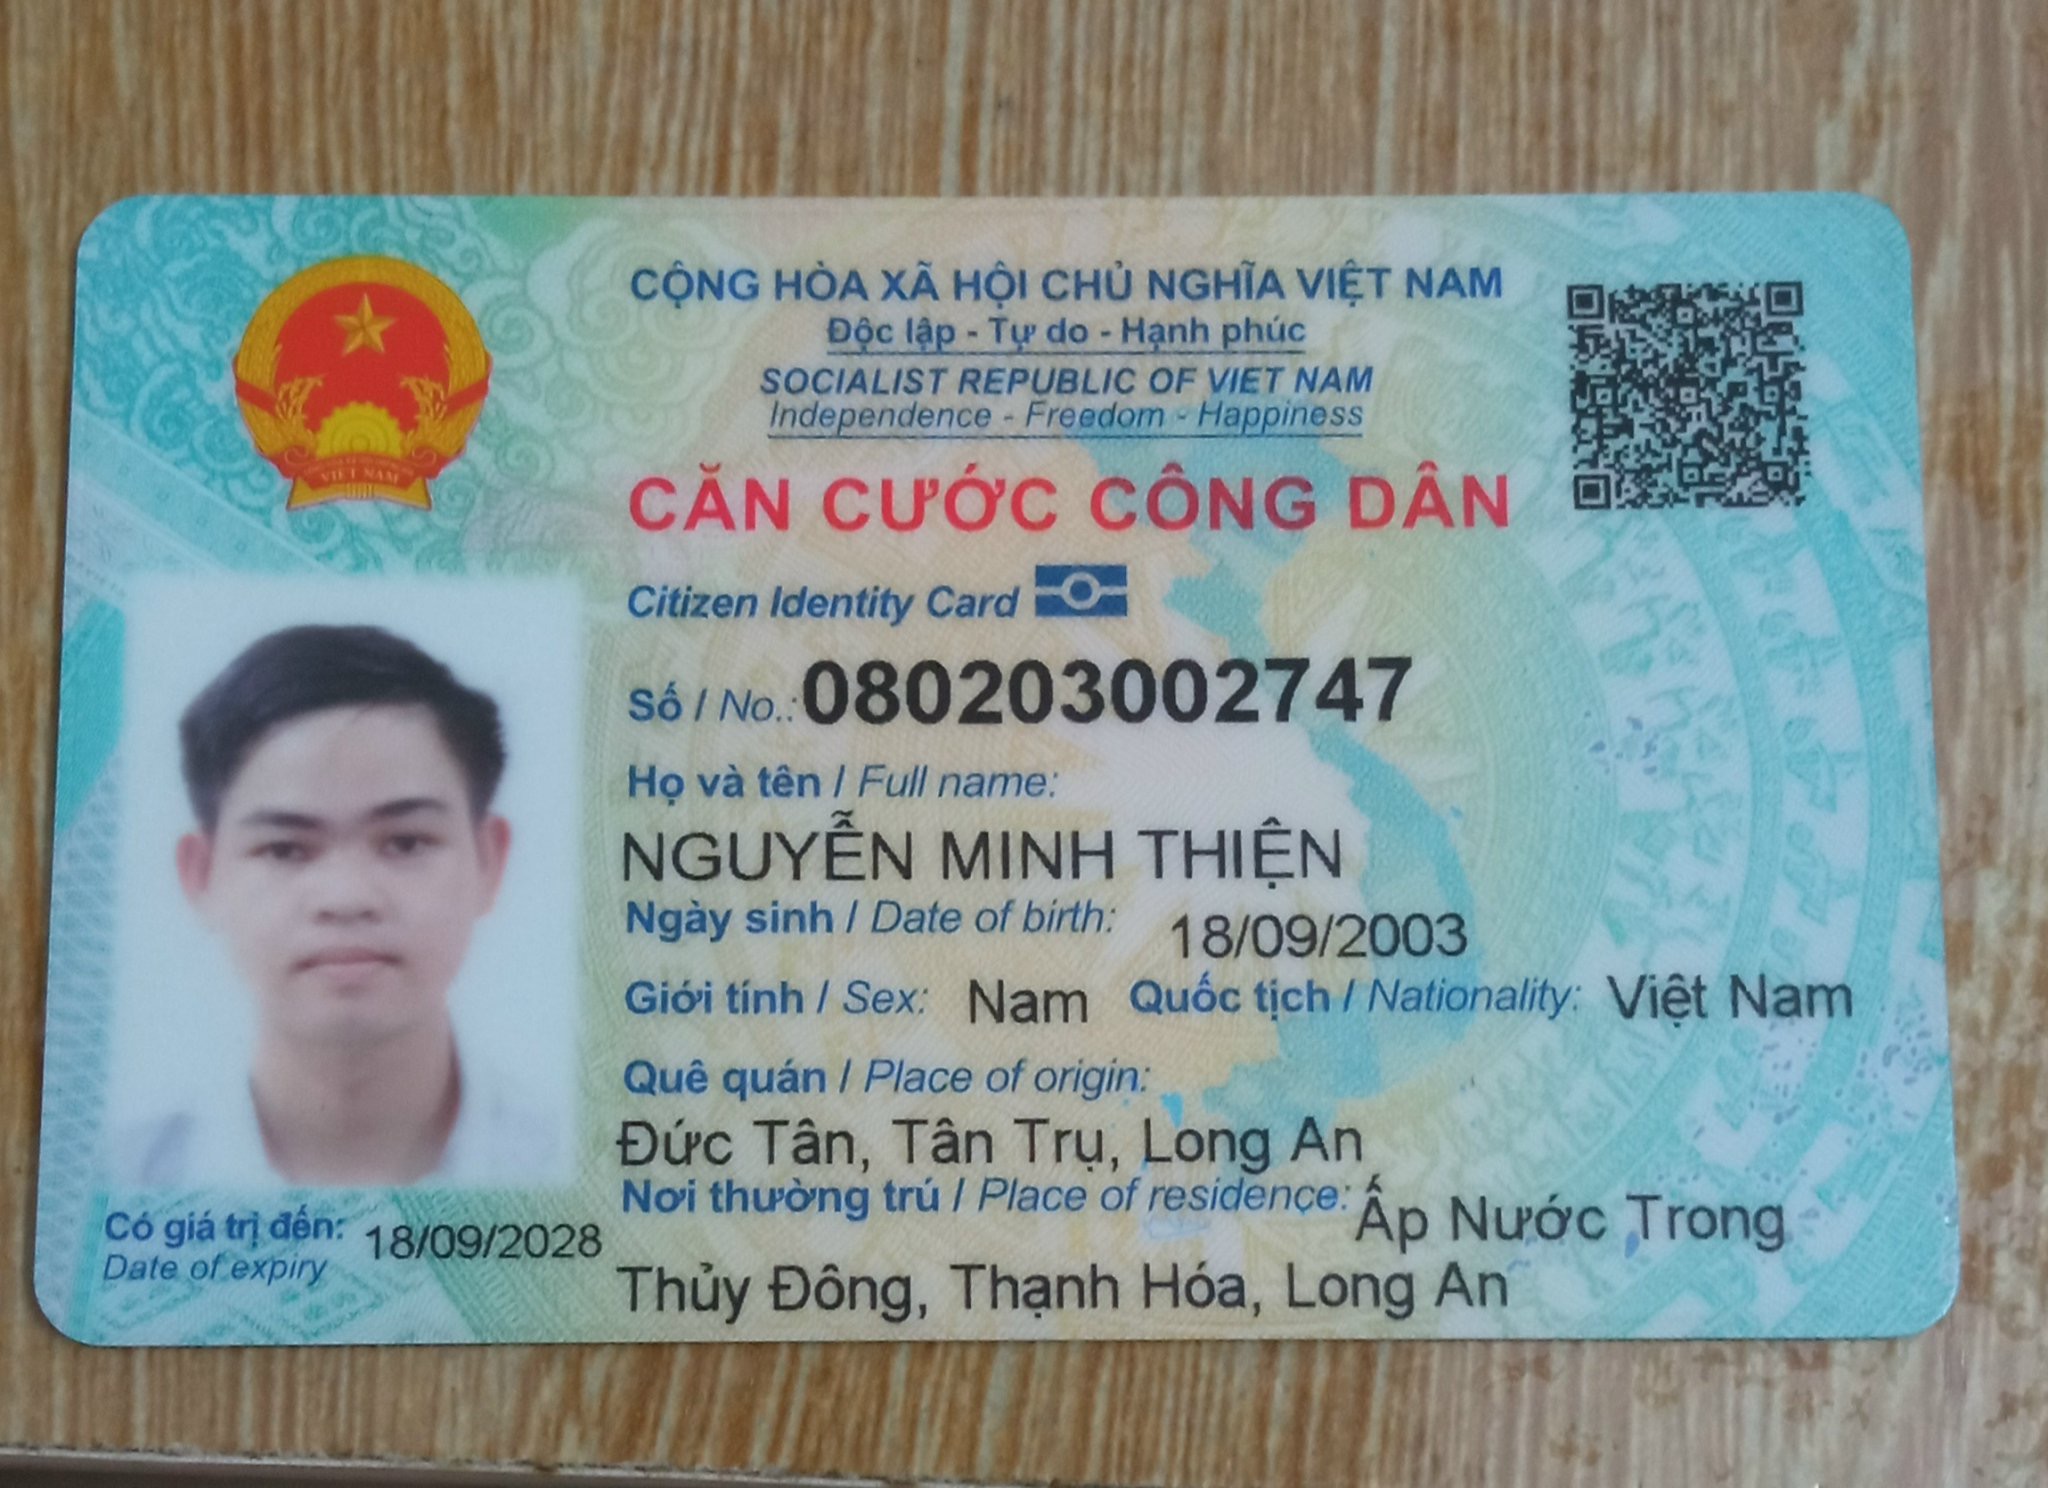 CỘNG HÒA XÃ HỘI CHỦ NGHĨA VIỆT NAM
Độc lập - Tự do - Hạnh phúc
SOCIALIST REPUBLIC OF VIET NAM
Independence - Freedom - Happiness
CĂN CƯỚC CÔNG DÂN
Citizen Identity Card
Số / No.: 080203002747
Họ và tên / Full name:
NGUYỄN MINH THIỆN
Ngày sinh / Date of birth: 18/09/2003
Giới tính / Sex: Nam Quốc tịch / Nationality: Việt Nam
Quê quán / Place of origin:
Đức Tân, Tân Trụ, Long An
Nơi thường trú / Place of residence: Ấp Nước Trong
Thủy Đông, Thạnh Hóa, Long An
Có giá trị đến: 18/09/2028
Date of expiry
VIỆT NAM